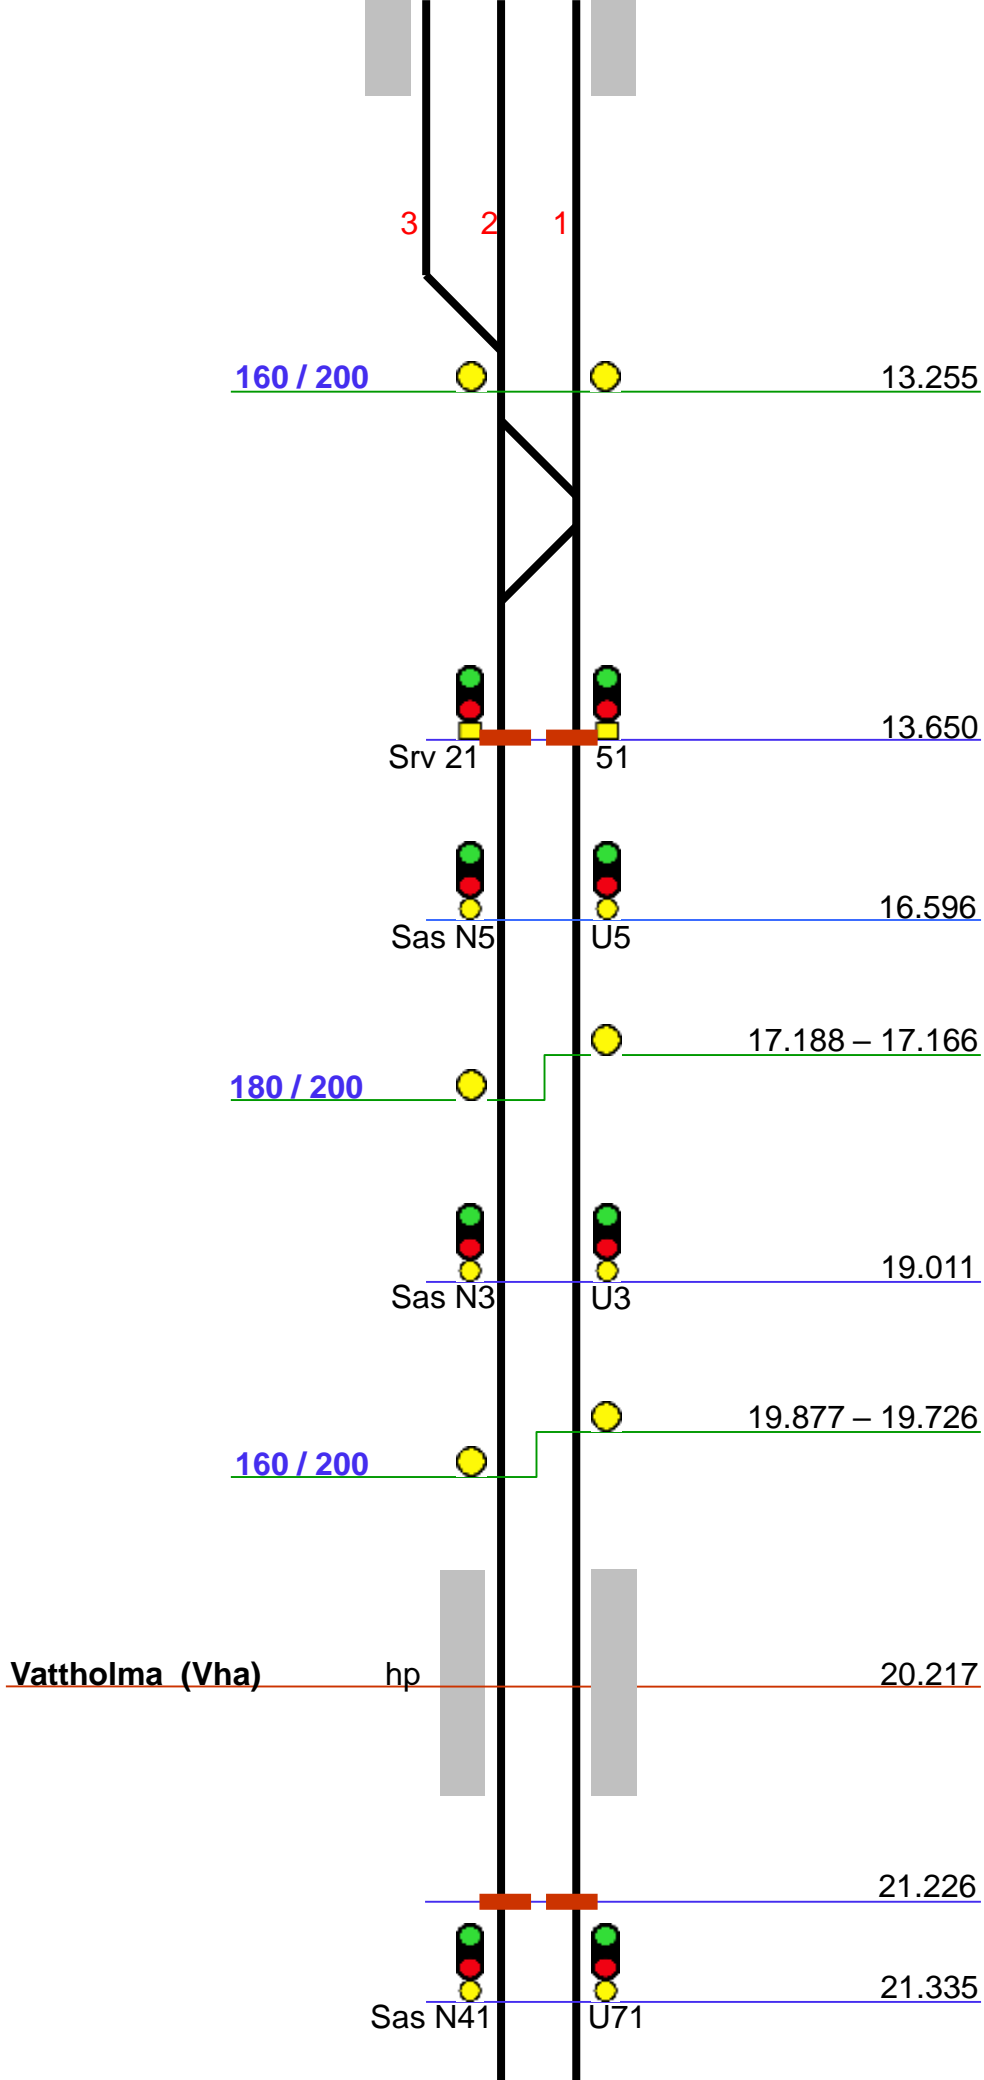 3 2 1
160 / 200 13.255
13.650
Srv 21 51
16.596
Sas N5 U5
17.188 – 17.166
180 / 200
19.011
Sas N3 U3
19.877 – 19.726
160 / 200
Vattholma (Vha) hp 20.217
21.226
21.335
Sas N41 U71